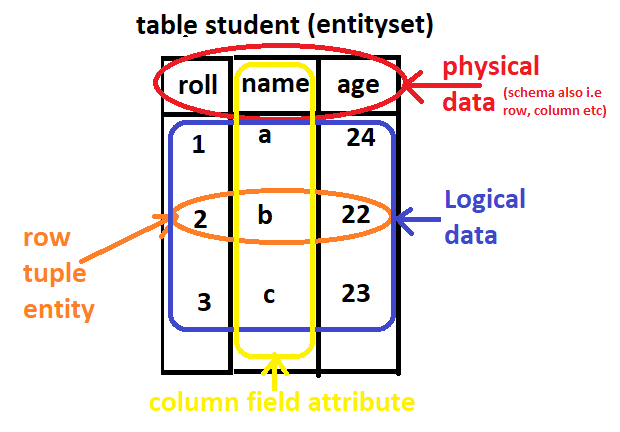 table student (entityset)
roll name age
physical
data (schema also i.e
row, column etc)
1 a 24
2 b 22
3 c 23
Logical
data
row
tuple
entity
column field attribute